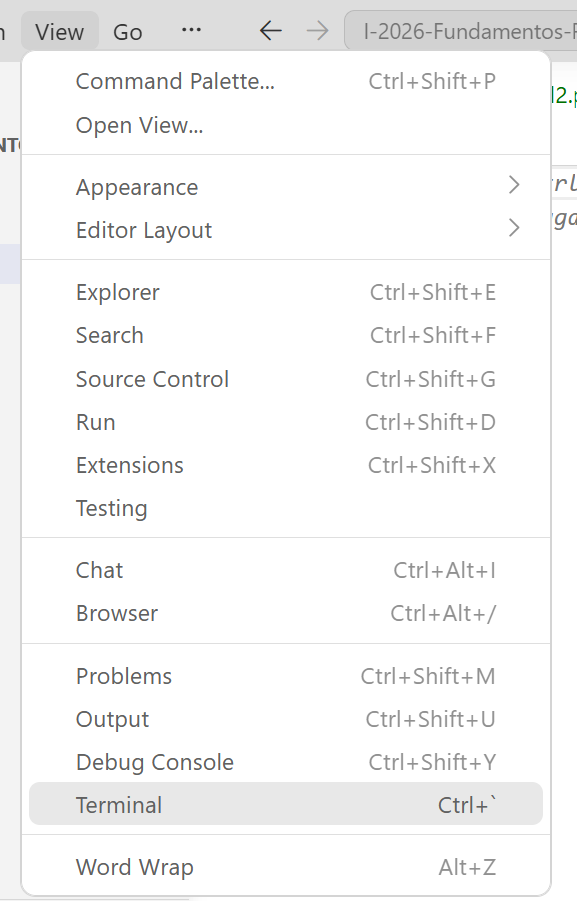 View Go ··· I-2026-Fundamentos-
Command Palette... Ctrl+Shift+P
Open View...
Appearance
Editor Layout
Explorer Ctrl+Shift+E
Search Ctrl+Shift+F
Source Control Ctrl+Shift+G
Run Ctrl+Shift+D
Extensions Ctrl+Shift+X
Testing
Chat Ctrl+Alt+I
Browser Ctrl+Alt+/
Problems Ctrl+Shift+M
Output Ctrl+Shift+U
Debug Console Ctrl+Shift+Y
Terminal Ctrl+`
Word Wrap Alt+Z